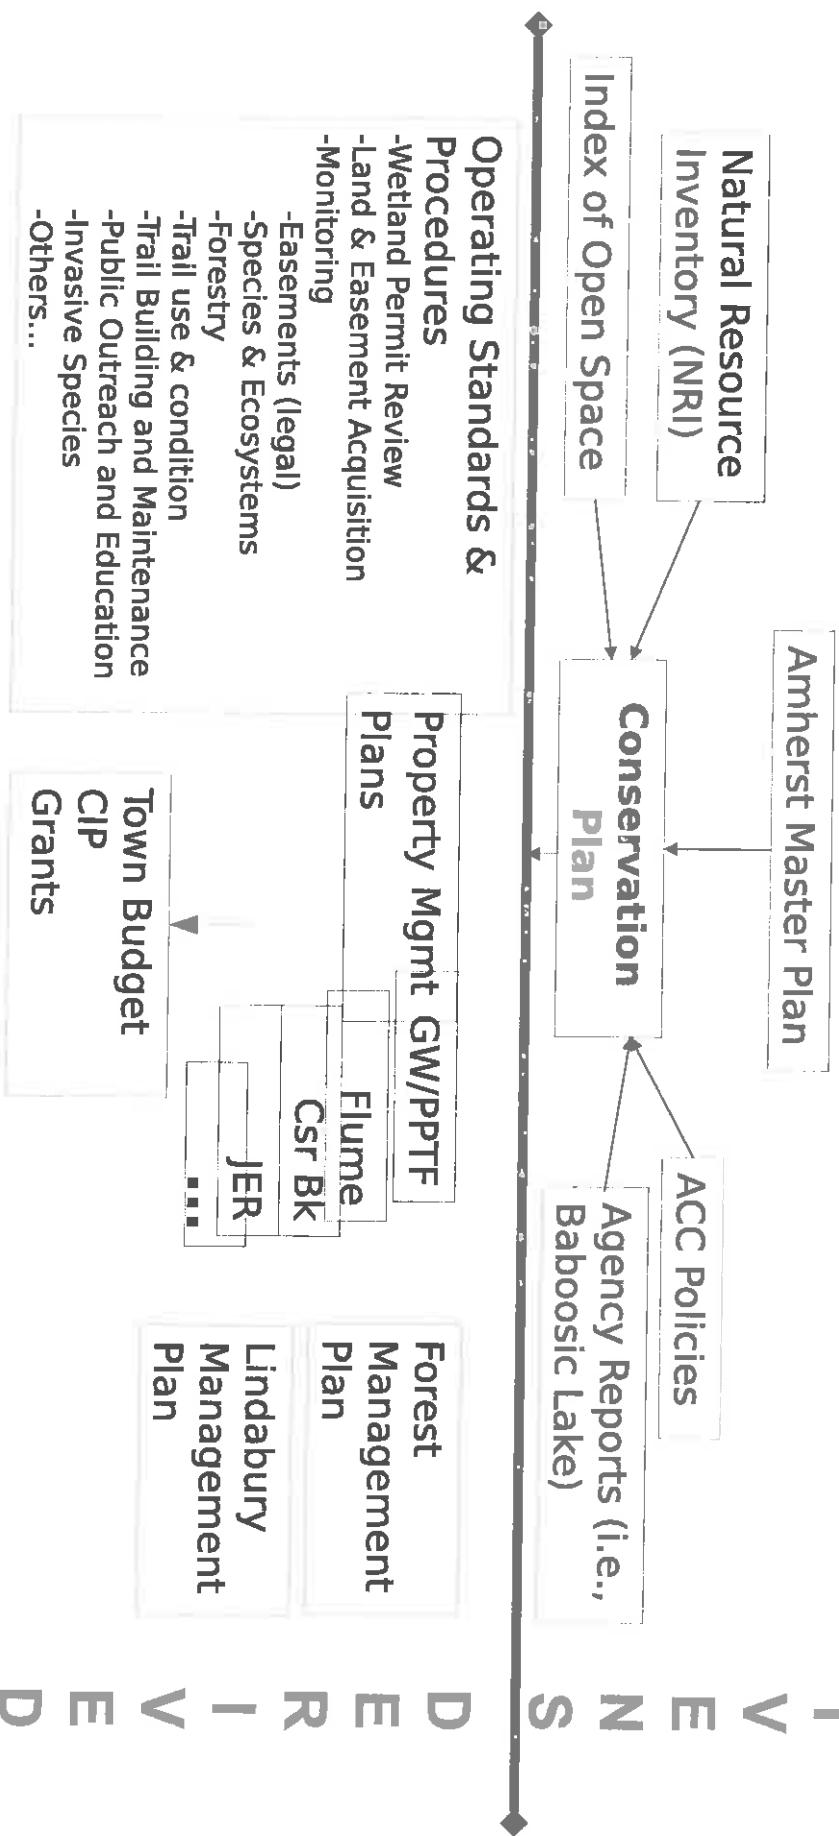 Amherst Master Plan
Natural Resource
Inventory (NRI)
Index of Open Space
Conservation
Plan
ACC Policies
Agency Reports (i.e.,
Baboosic Lake)
Operating Standards &
Procedures
-Wetland Permit Review
-Land & Easement Acquisition
-Monitoring
-Easements (legal)
-Species & Ecosystems
-Forestry
-Trail use & condition
-Trail Building and Maintenance
-Public Outreach and Education
-Invasive Species
-Others...
Property Mgmt
Plans
GW/PPTF
Flume
Csr Bk
JER
...
Town Budget
CIP
Grants
Forest
Management
Plan
Lindabury
Management
Plan
I
V
E
N
S
D
E
R
I
V
E
D